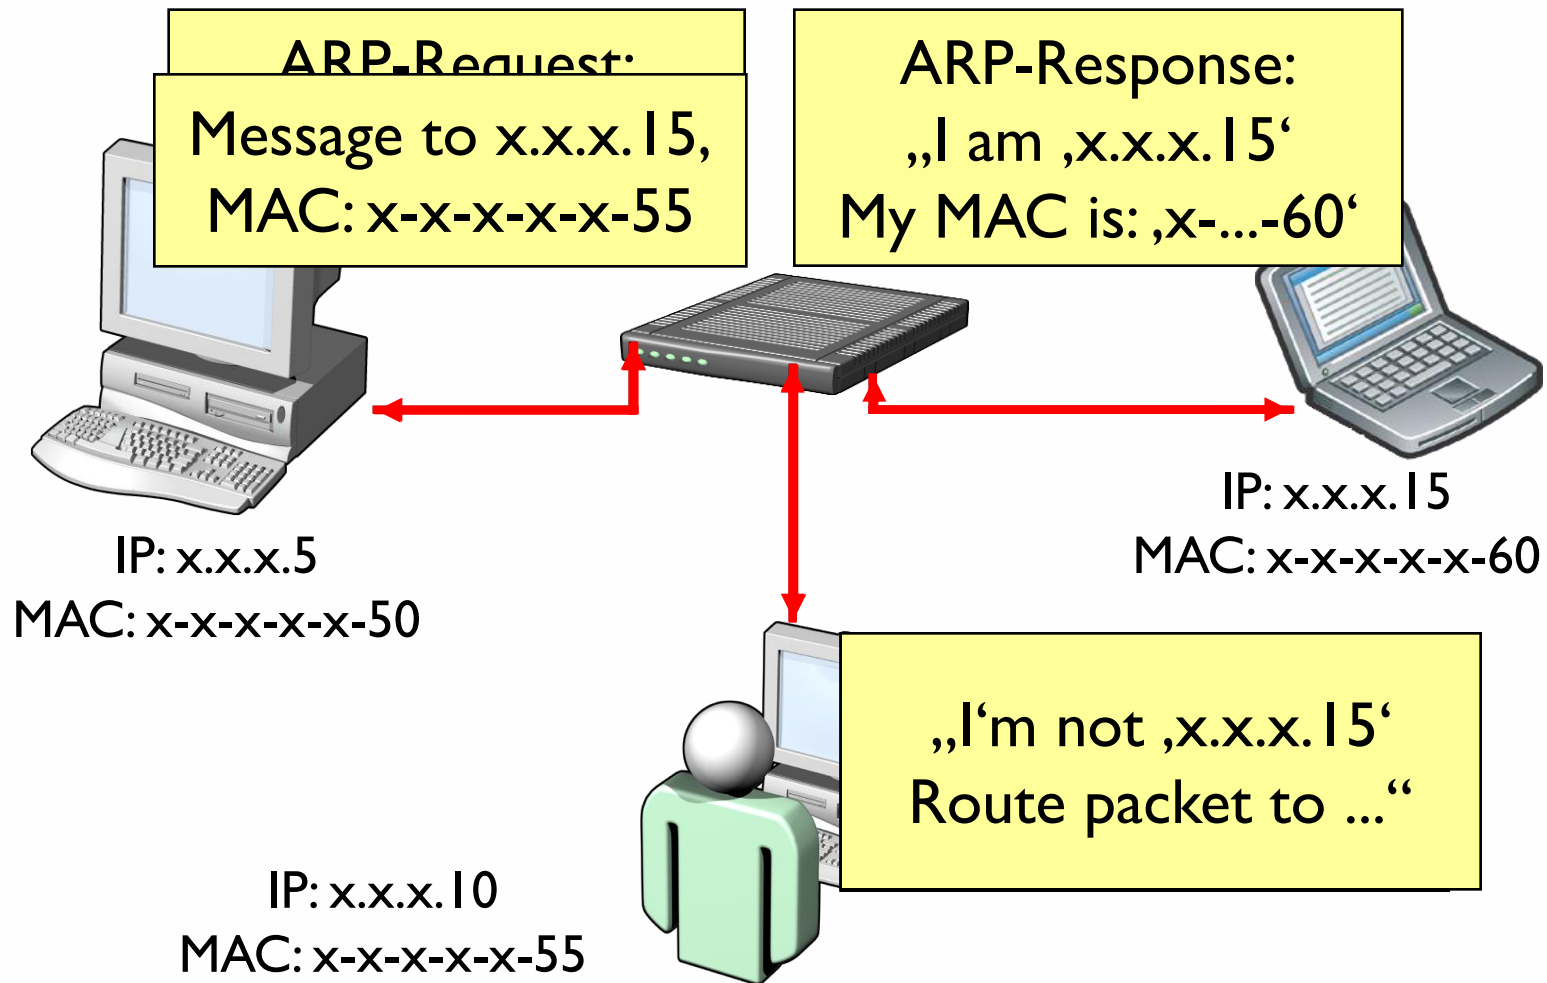 ARP-Request:
Message to x.x.x.15,
MAC: x-x-x-x-x-55
ARP-Response:
„I am ‚x.x.x.15‘
My MAC is: ‚x-...-60‘
IP: x.x.x.5
MAC: x-x-x-x-x-50
IP: x.x.x.15
MAC: x-x-x-x-x-60
„I‘m not ‚x.x.x.15‘
Route packet to ...“
IP: x.x.x.10
MAC: x-x-x-x-x-55